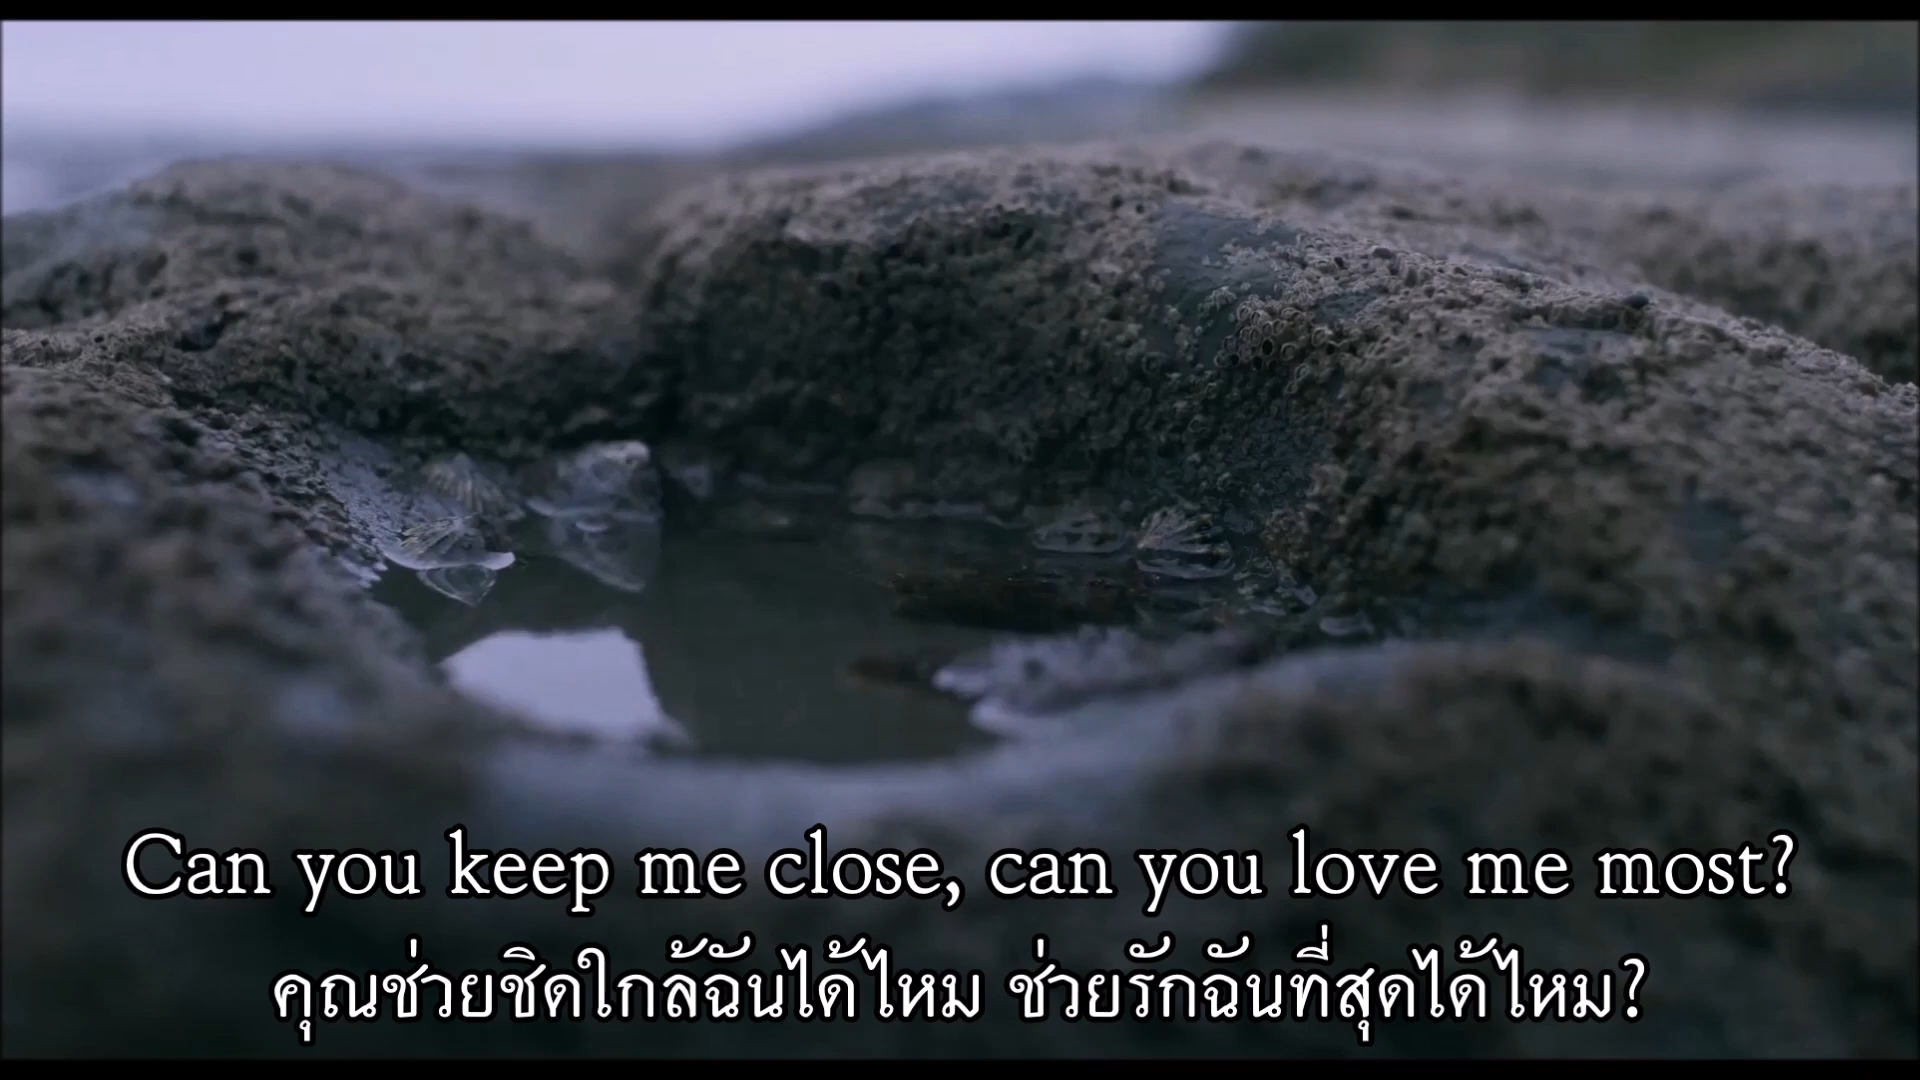 Can you keep me close, can you love me most?
คุณช่วยชิดใกล้ฉันได้ไหม ช่วยรักฉันที่สุดได้ไหม?